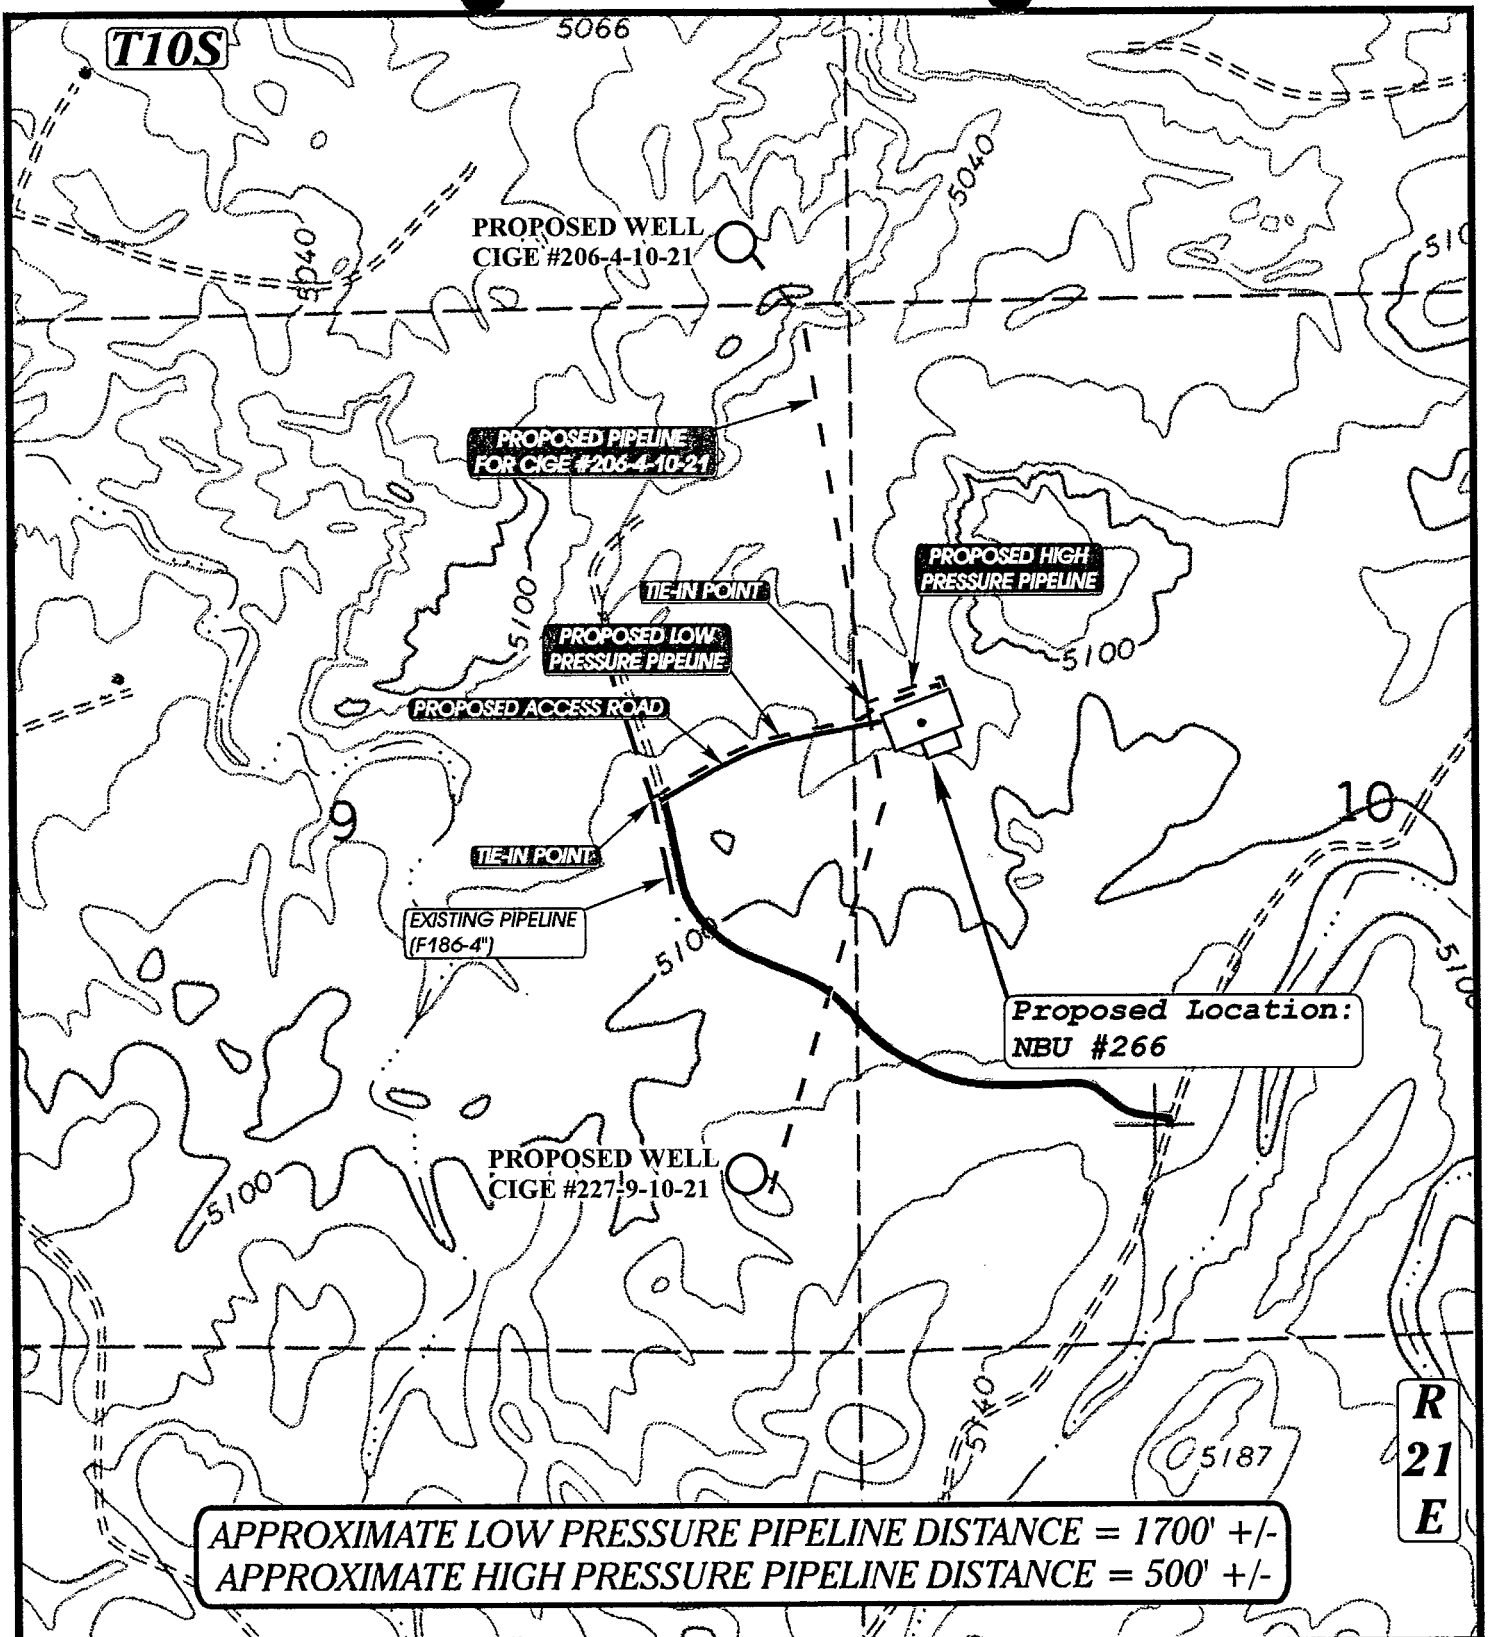 5066
T10S
5040
PROPOSED WELL
CIGE #206-4-10-21
5040
510
PROPOSED PIPELINE
FOR CIGE #206-4-10-21
PROPOSED HIGH
PRESSURE PIPELINE
TIE-IN POINT
5100
PROPOSED LOW
PRESSURE PIPELINE
5100
PROPOSED ACCESS ROAD
9
10
TIE-IN POINT
EXISTING PIPELINE
(F186-4")
5100
5100
Proposed Location:
NBU #266
PROPOSED WELL
CIGE #227-9-10-21
5100
5140
5187
R
21
E
APPROXIMATE LOW PRESSURE PIPELINE DISTANCE = 1700' +/-
APPROXIMATE HIGH PRESSURE PIPELINE DISTANCE = 500' +/-